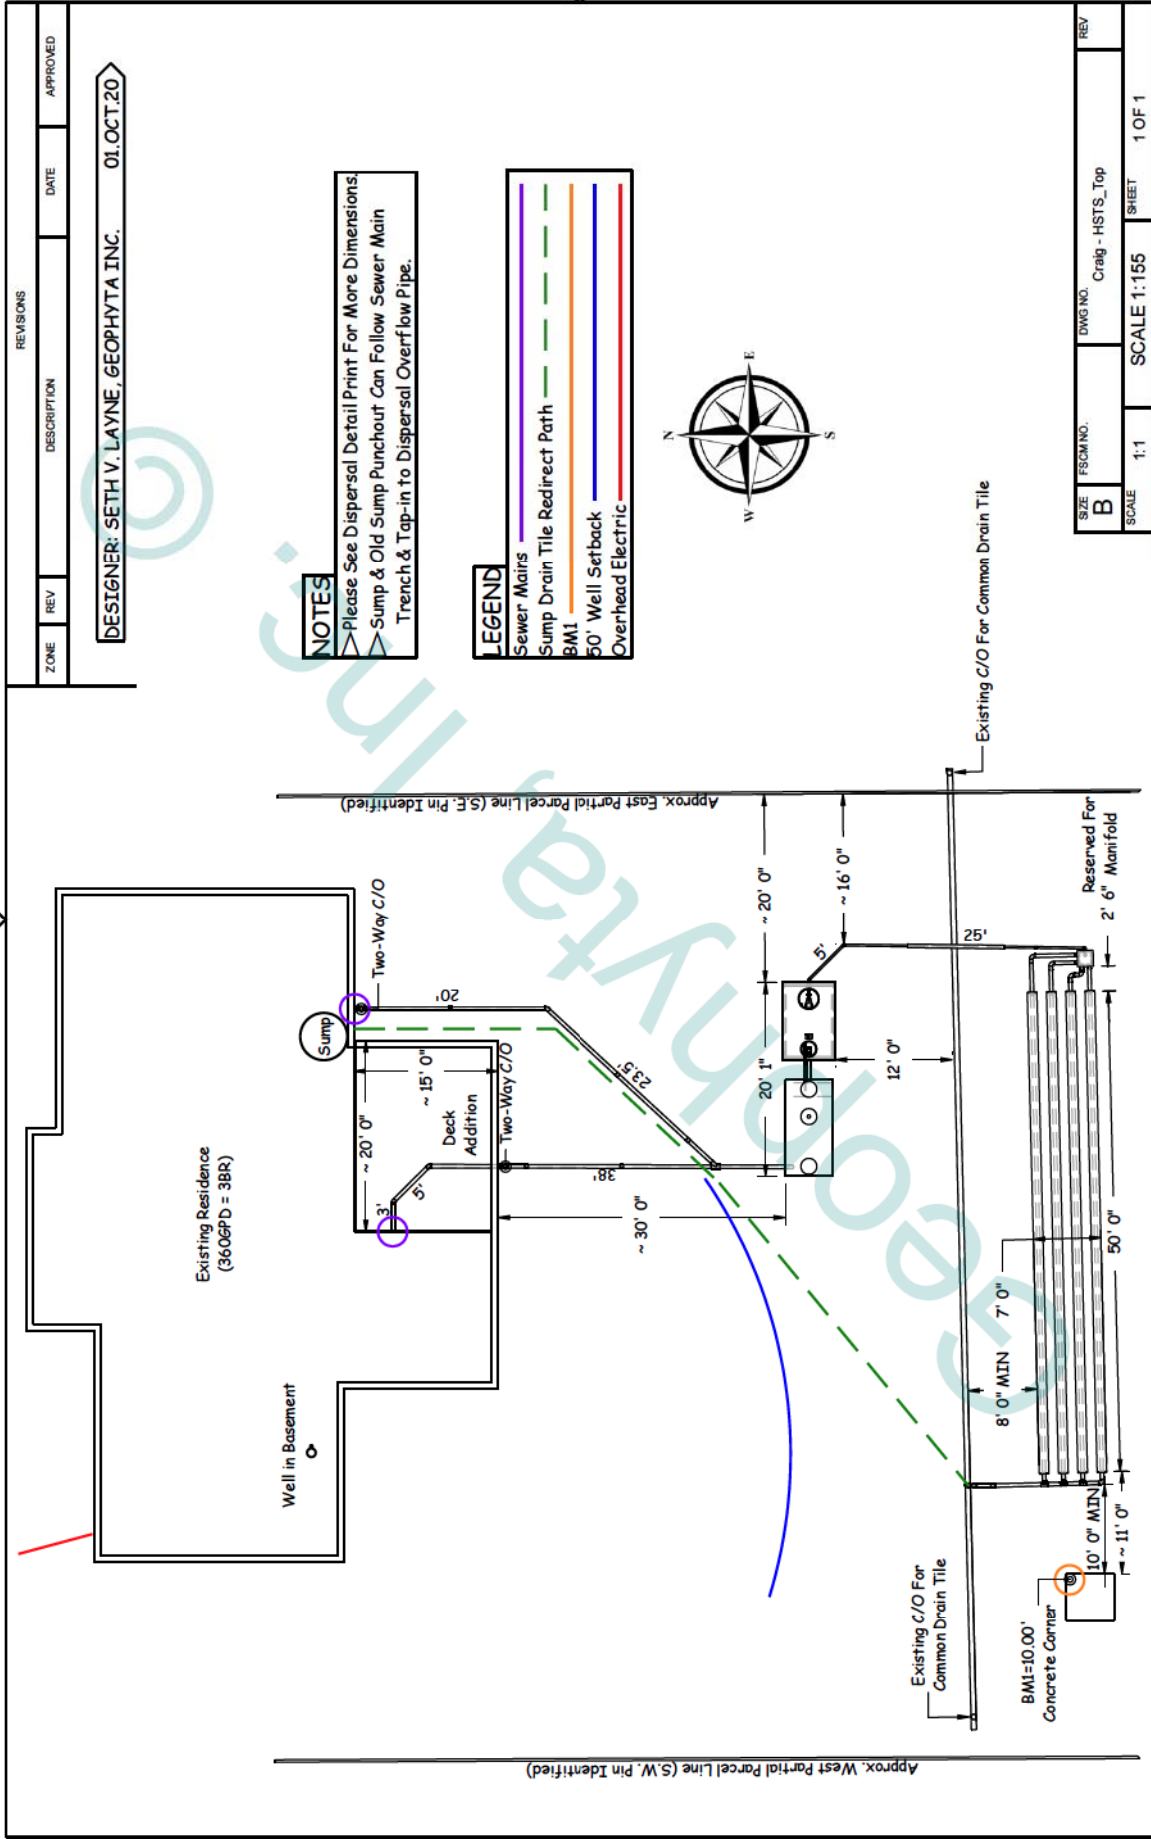 REVISIONS
ZONE
REV
DESCRIPTION
DATE
APPROVED
DESIGNER: SETH V. LAYNE, GEOPHYTA INC. 01.OCT.20
NOTES
Please See Dispersal Detail Print For More Dimensions.
Sump & Old Sump Punchout Can Follow Sewer Main
Trench & Tap-in to Dispersal Overflow Pipe.
LEGEND
Sewer Mains
Sump Drain Tile Redirect Path
BM1
50' Well Setback
Overhead Electric
N
E
S
W
Existing Residence
(360GPD = 3BR)
Well in Basement
Sump
Two-Way C/O
20'
~ 20' 0"
~ 15' 0"
Deck
Addition
Two-Way C/O
3'
5'
38'
23.5'
~ 30' 0"
20' 1"
~ 20' 0"
~ 16' 0"
5'
25'
12' 0"
Approx. East Partial Parcel Line (S.E. Pin Identified)
Existing C/O For Common Drain Tile
Reserved For
2' 6" Manifold
8' 0" MIN
7' 0"
50' 0"
10' 0" MIN
~ 11' 0"
BM1=10.00'
Concrete Corner
Existing C/O For
Common Drain Tile
Approx. West Partial Parcel Line (S.W. Pin Identified)
Geophyta, Inc. ©
SIZE
B
FSCM NO.
DWG NO.
Craig - HSTS_Top
REV
SCALE
1:1
SCALE 1:155
SHEET
1 OF 1